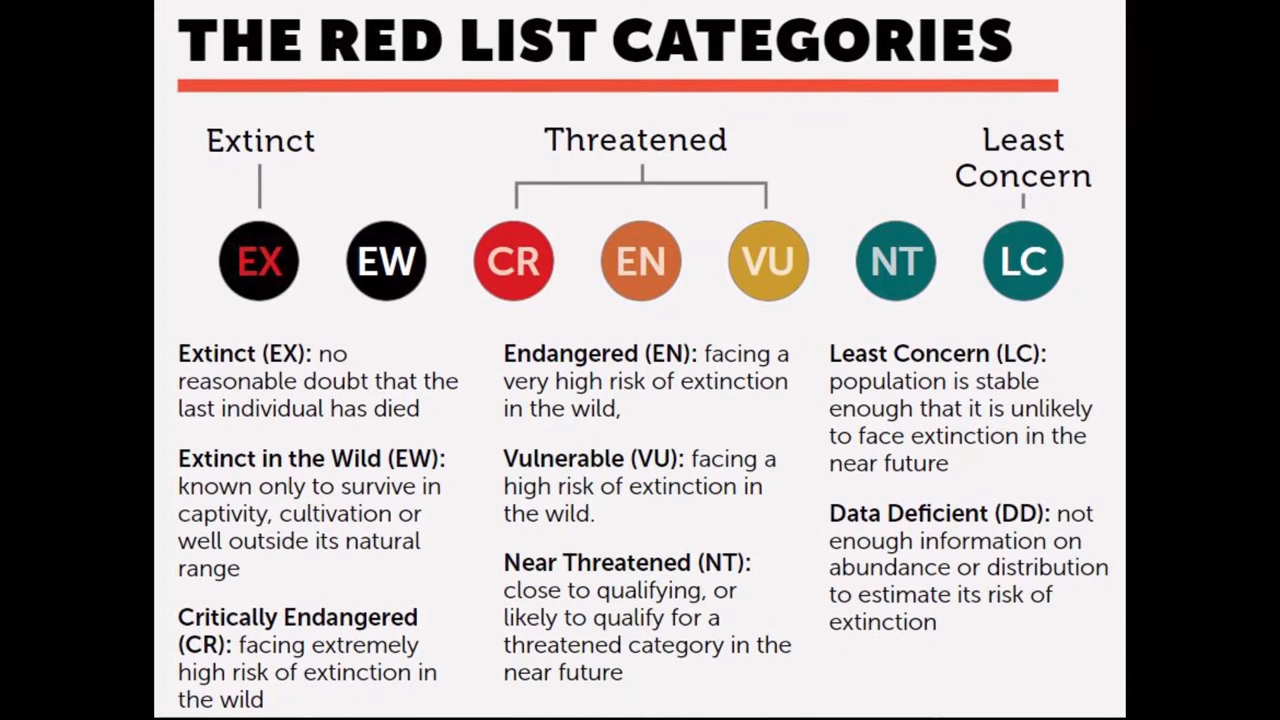 THE RED LIST CATEGORIES
Extinct
Threatened
Least
Concern
EX
EW
CR
EN
VU
NT
LC
Extinct (EX): no
reasonable doubt that the
last individual has died
Extinct in the Wild (EW):
known only to survive in
captivity, cultivation or
well outside its natural
range
Critically Endangered
(CR): facing extremely
high risk of extinction in
the wild
Endangered (EN): facing a
very high risk of extinction
in the wild,
Vulnerable (VU): facing a
high risk of extinction in
the wild.
Near Threatened (NT):
close to qualifying, or
likely to qualify for a
threatened category in the
near future
Least Concern (LC):
population is stable
enough that it is unlikely
to face extinction in the
near future
Data Deficient (DD): not
enough information on
abundance or distribution
to estimate its risk of
extinction